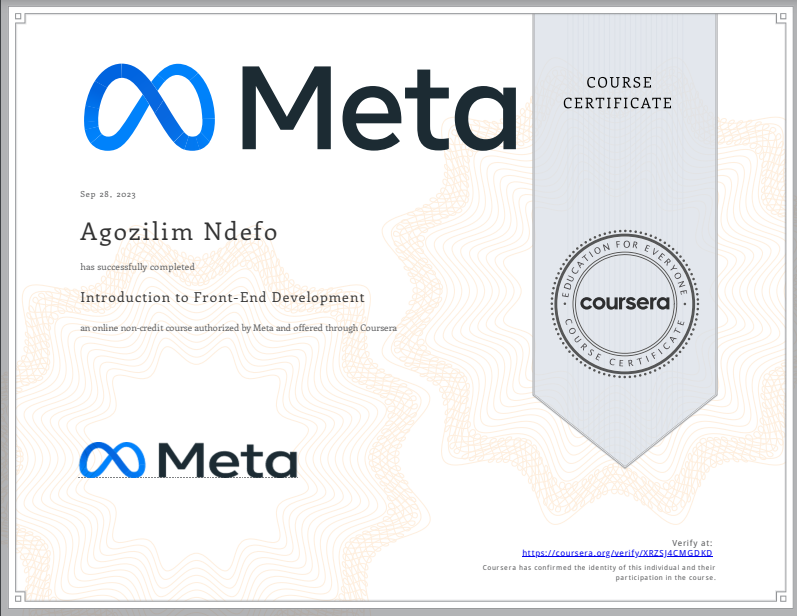 Meta
COURSE
CERTIFICATE
Sep 28, 2023
Agozilim Ndefo
has successfully completed
Introduction to Front-End Development
an online non-credit course authorized by Meta and offered through Coursera
EDUCATION FOR EVERYONE
coursera
COURSE CERTIFICATE
Meta
Verify at:
https://coursera.org/verify/XRZSJ4CMGDKD
Coursera has confirmed the identity of this individual and their
participation in the course.